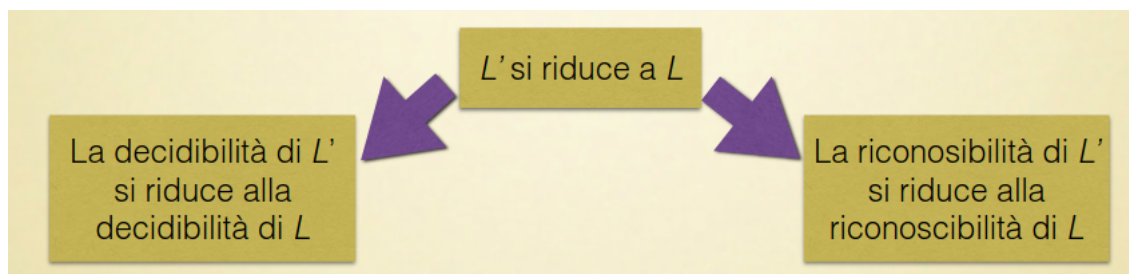 L’ si riduce a L
La decidibilità di L’
si riduce alla
decidibilità di L
La riconosibilità di L’
si riduce alla
riconoscibilità di L